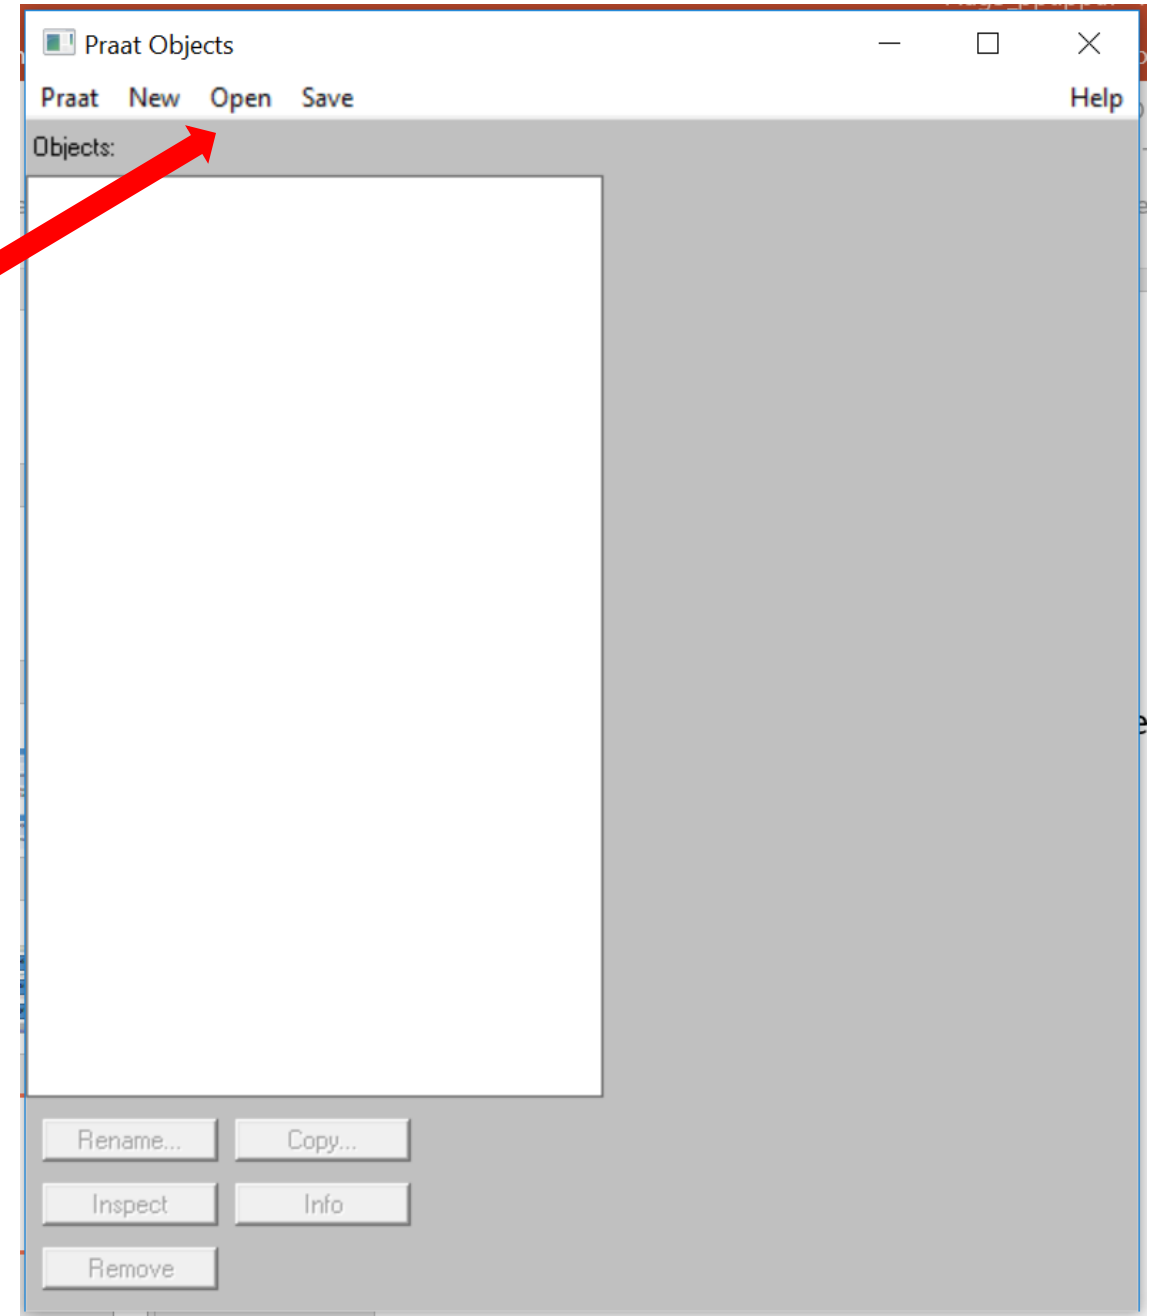 Praat Objects
Praat New Open Save Help
Objects:
Rename... Copy...
Inspect Info
Remove